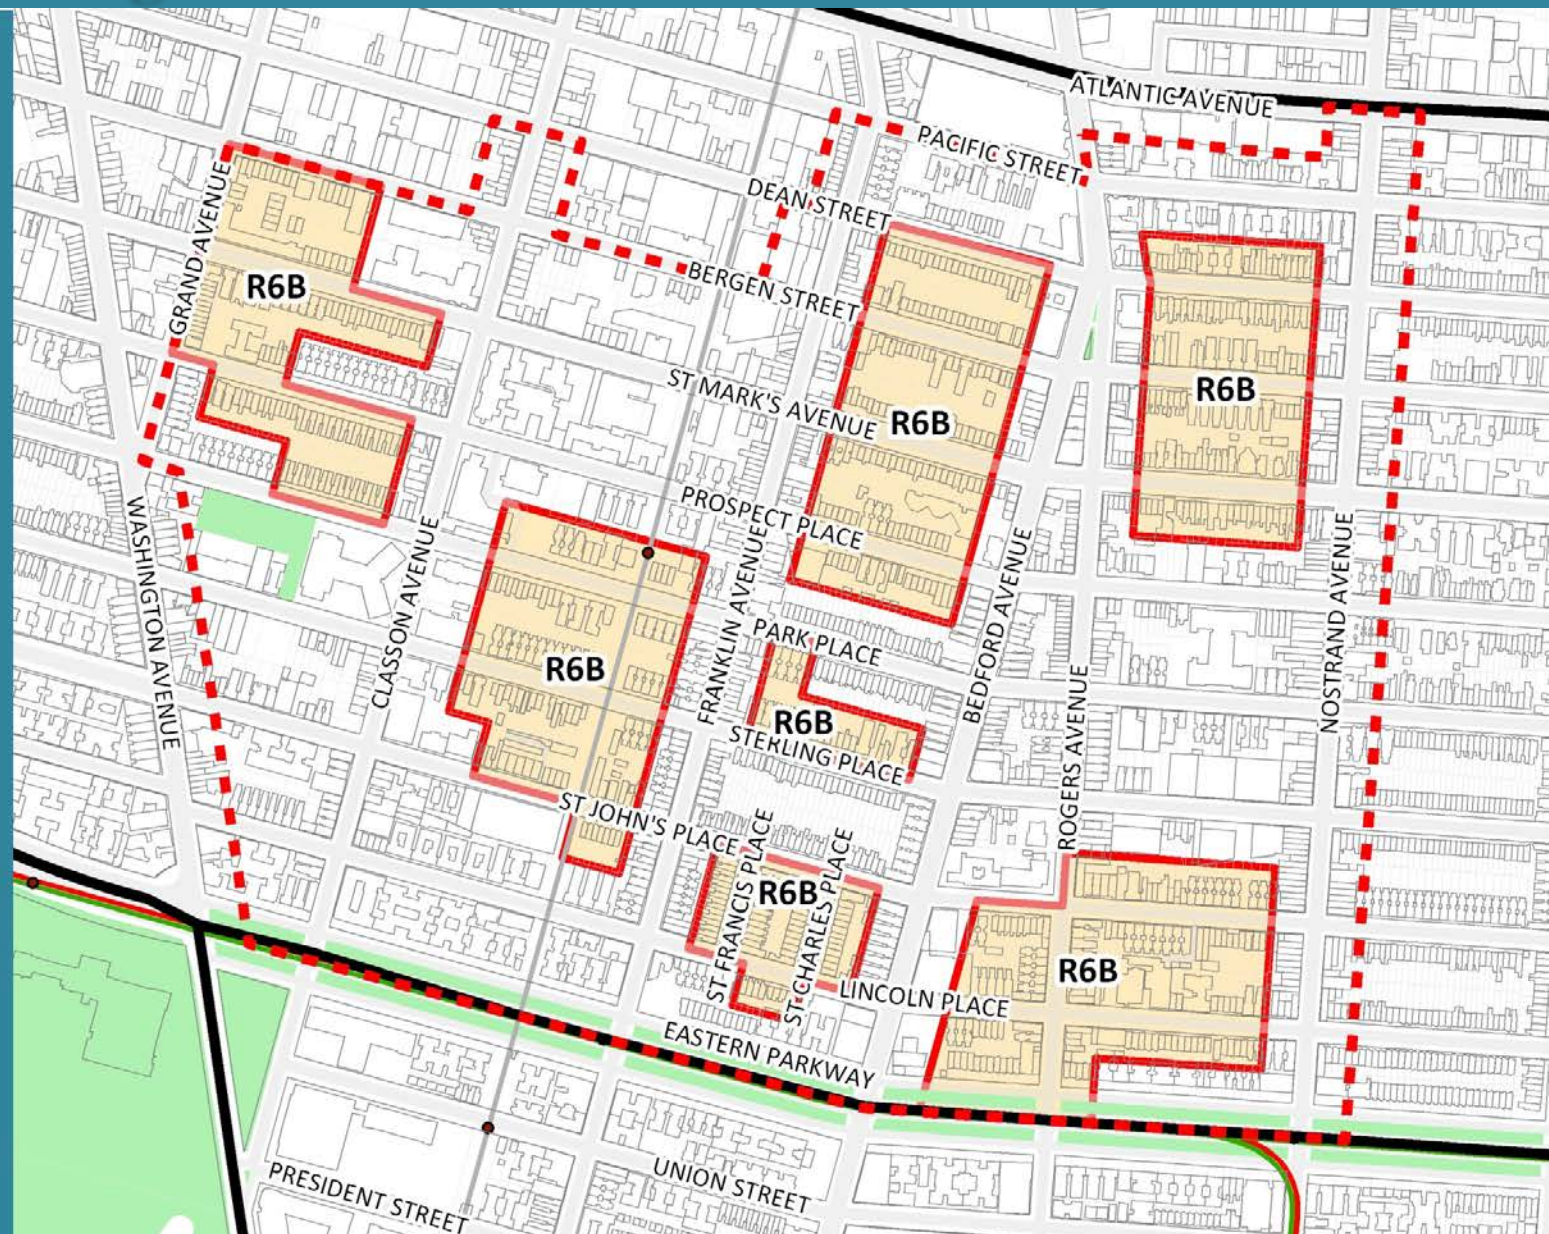 ATLANTIC AVENUE
PACIFIC STREET
DEAN STREET
GRAND AVENUE
BERGEN STREET
R6B
R6B
R6B
ST MARK'S AVENUE
PROSPECT PLACE
WASHINGTON AVENUE
CLASSON AVENUE
FRANKLIN AVENUE
BEDFORD AVENUE
NOSTRAND AVENUE
PARK PLACE
R6B
R6B
STERLING PLACE
ROGERS AVENUE
ST JOHN'S PLACE
R6B
ST FRANCIS PLACE
ST CHARLES PLACE
R6B
LINCOLN PLACE
EASTERN PARKWAY
UNION STREET
PRESIDENT STREET